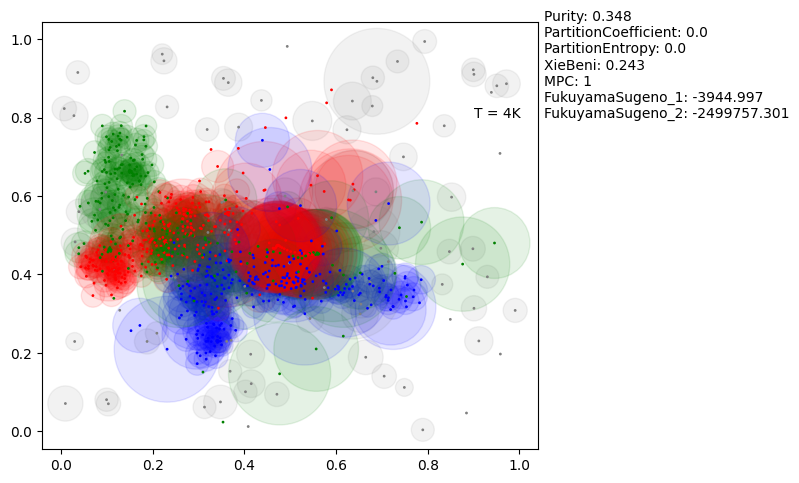 Purity: 0.348
PartitionCoefficient: 0.0
PartitionEntropy: 0.0
XieBeni: 0.243
MPC: 1
FukuyamaSugeno_1: -3944.997
FukuyamaSugeno_2: -2499757.301
T = 4K
1.0
0.8
0.6
0.4
0.2
0.0
0.0 0.2 0.4 0.6 0.8 1.0